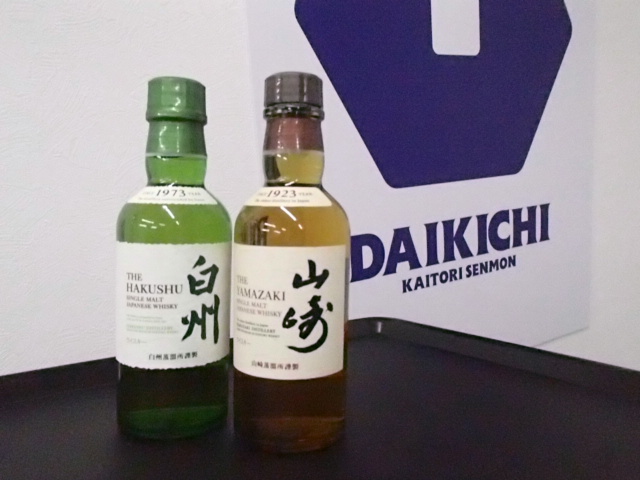 1973
THE
HAKUSHU
SINGLE MALT
JAPANESE WHISKY
白州
白州蒸溜所謹製
1923
THE
YAMAZAKI
SINGLE MALT
JAPANESE WHISKY
山崎
山崎蒸溜所謹製
DAIKICHI
KAITORI SENMON